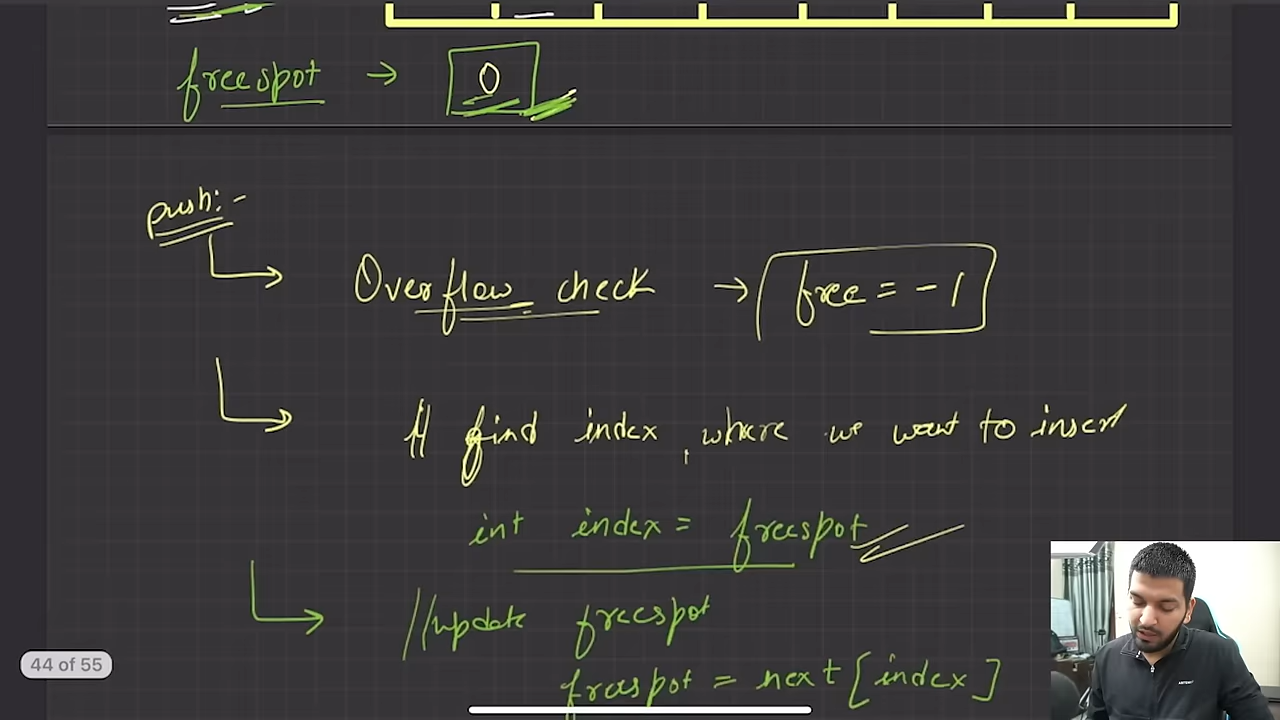 freespot → 0
push:-
Overflow check → free = -1
// find index, where we want to insert
int index = freespot
//update freespot
freespot = next[index]
44 of 55